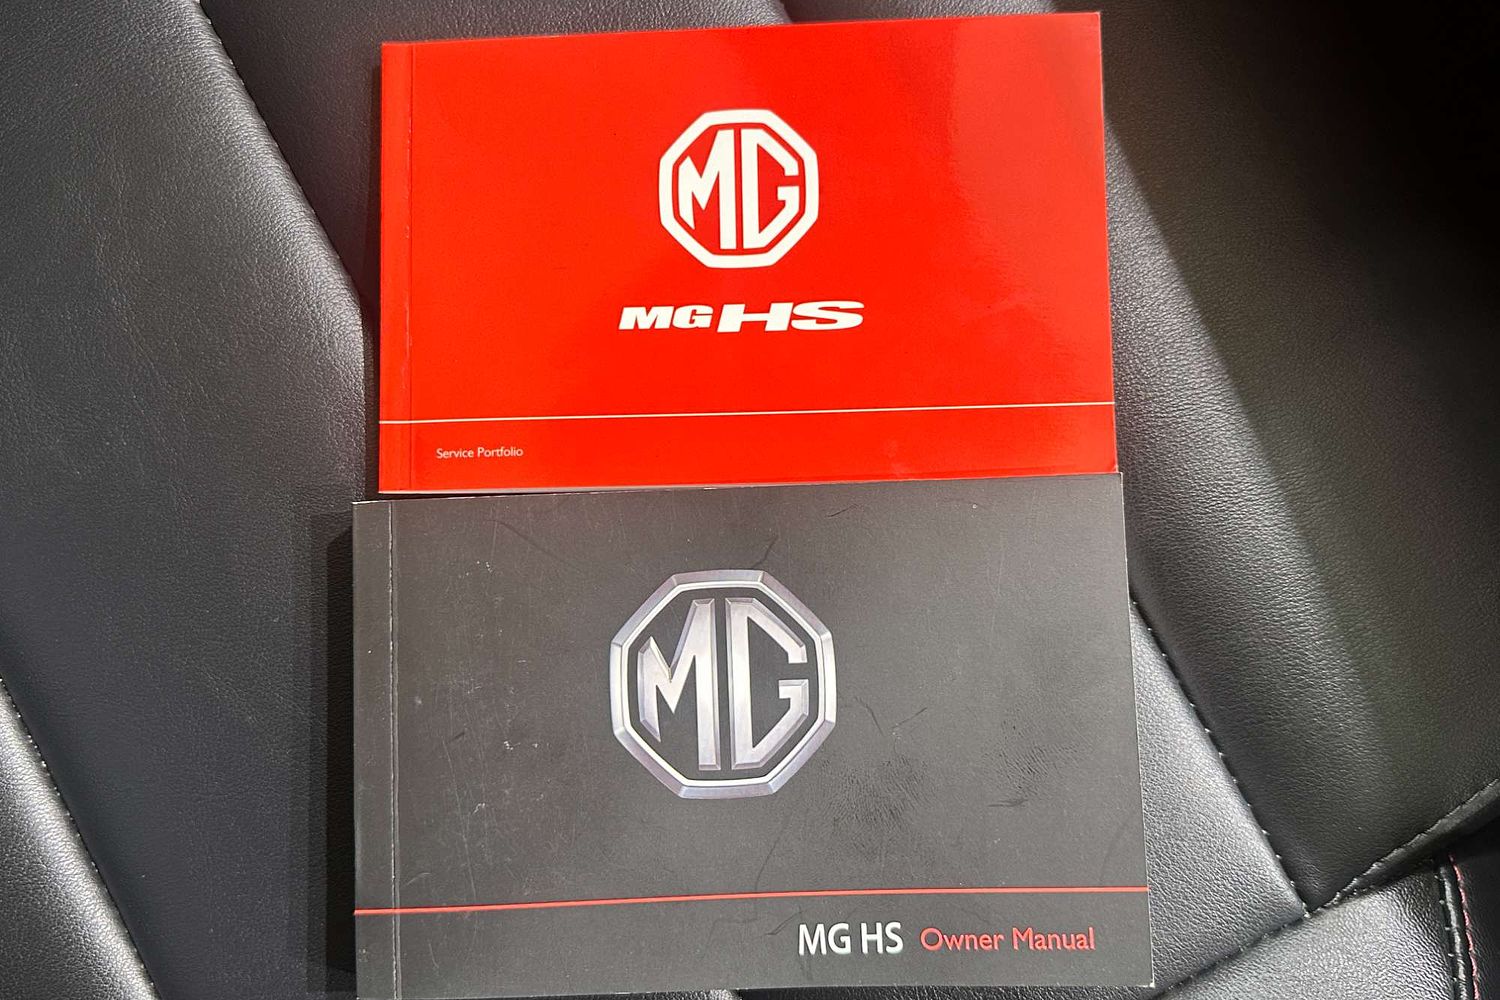 MG
MG HS
Service Portfolio
MG
MG HS Owner Manual